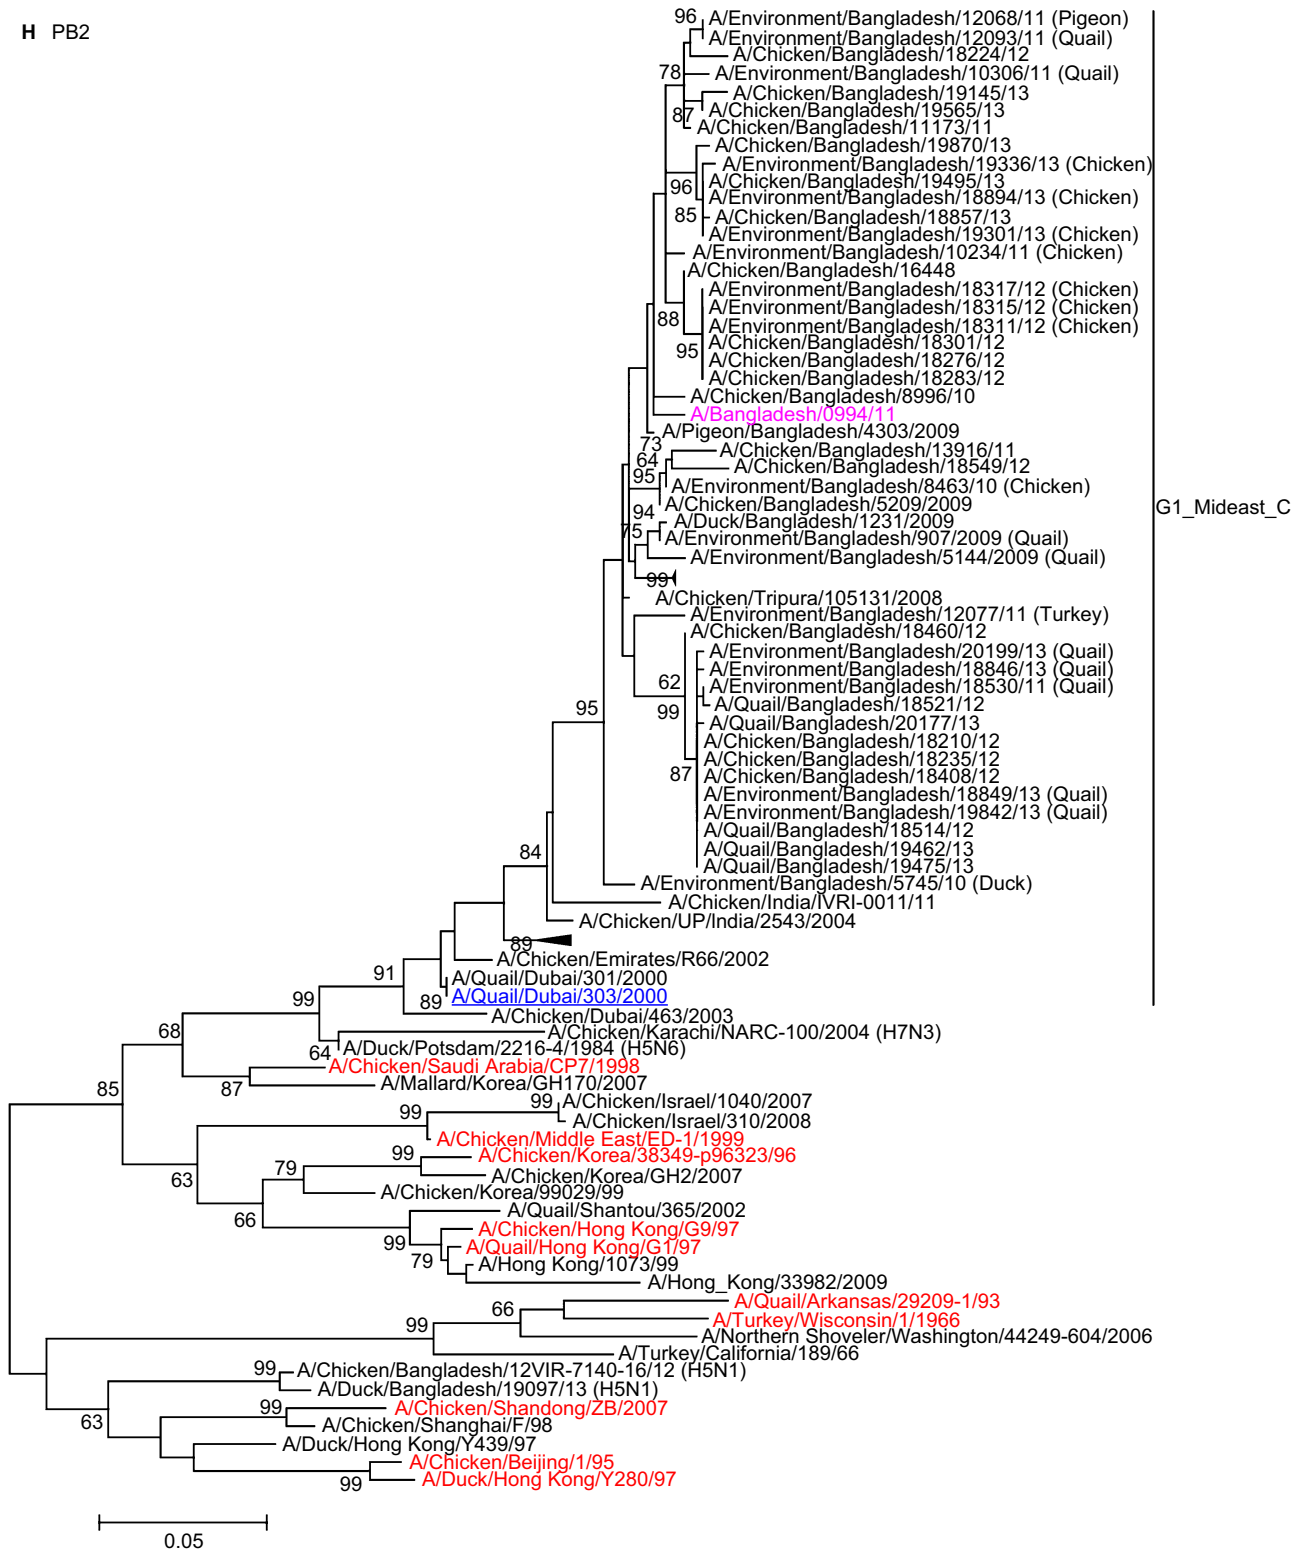 H PB2
96 A/Environment/Bangladesh/12068/11 (Pigeon)
A/Environment/Bangladesh/12093/11 (Quail)
A/Chicken/Bangladesh/18224/12
78 A/Environment/Bangladesh/10306/11 (Quail)
A/Chicken/Bangladesh/19145/13
A/Chicken/Bangladesh/19565/13
87
A/Chicken/Bangladesh/11173/11
A/Chicken/Bangladesh/19870/13
A/Environment/Bangladesh/19336/13 (Chicken)
96 A/Chicken/Bangladesh/19495/13
A/Environment/Bangladesh/18894/13 (Chicken)
85 A/Chicken/Bangladesh/18857/13
A/Environment/Bangladesh/19301/13 (Chicken)
A/Environment/Bangladesh/10234/11 (Chicken)
A/Chicken/Bangladesh/16448
A/Environment/Bangladesh/18317/12 (Chicken)
A/Environment/Bangladesh/18315/12 (Chicken)
88
A/Environment/Bangladesh/18311/12 (Chicken)
A/Chicken/Bangladesh/18301/12
95
A/Chicken/Bangladesh/18276/12
A/Chicken/Bangladesh/18283/12
A/Chicken/Bangladesh/8996/10
A/Bangladesh/0994/11
A/Pigeon/Bangladesh/4303/2009
73
A/Chicken/Bangladesh/13916/11
64
A/Chicken/Bangladesh/18549/12
95
A/Environment/Bangladesh/8463/10 (Chicken)
A/Chicken/Bangladesh/5209/2009
G1_Mideast_C
94
A/Duck/Bangladesh/1231/2009
75
A/Environment/Bangladesh/907/2009 (Quail)
A/Environment/Bangladesh/5144/2009 (Quail)
99
A/Chicken/Tripura/105131/2008
A/Environment/Bangladesh/12077/11 (Turkey)
A/Chicken/Bangladesh/18460/12
A/Environment/Bangladesh/20199/13 (Quail)
A/Environment/Bangladesh/18846/13 (Quail)
62
A/Environment/Bangladesh/18530/11 (Quail)
A/Quail/Bangladesh/18521/12
99
A/Quail/Bangladesh/20177/13
95
A/Chicken/Bangladesh/18210/12
A/Chicken/Bangladesh/18235/12
87
A/Chicken/Bangladesh/18408/12
A/Environment/Bangladesh/18849/13 (Quail)
A/Environment/Bangladesh/19842/13 (Quail)
A/Quail/Bangladesh/18514/12
A/Quail/Bangladesh/19462/13
84
A/Quail/Bangladesh/19475/13
A/Environment/Bangladesh/5745/10 (Duck)
A/Chicken/India/IVRI-0011/11
A/Chicken/UP/India/2543/2004
89
A/Chicken/Emirates/R66/2002
91
A/Quail/Dubai/301/2000
89
A/Quail/Dubai/303/2000
99
A/Chicken/Dubai/463/2003
68
A/Chicken/Karachi/NARC-100/2004 (H7N3)
64
A/Duck/Potsdam/2216-4/1984 (H5N6)
A/Chicken/Saudi Arabia/CP7/1998
85
87
A/Mallard/Korea/GH170/2007
99 A/Chicken/Israel/1040/2007
99
A/Chicken/Israel/310/2008
A/Chicken/Middle East/ED-1/1999
99
A/Chicken/Korea/38349-p96323/96
79
A/Chicken/Korea/GH2/2007
63
A/Chicken/Korea/99029/99
66
A/Quail/Shantou/365/2002
A/Chicken/Hong Kong/G9/97
99
A/Quail/Hong Kong/G1/97
79
A/Hong Kong/1073/99
A/Hong_Kong/33982/2009
A/Quail/Arkansas/29209-1/93
66
A/Turkey/Wisconsin/1/1966
99
A/Northern Shoveler/Washington/44249-604/2006
A/Turkey/California/189/66
99 A/Chicken/Bangladesh/12VIR-7140-16/12 (H5N1)
A/Duck/Bangladesh/19097/13 (H5N1)
99
A/Chicken/Shandong/ZB/2007
63
A/Chicken/Shanghai/F/98
A/Duck/Hong Kong/Y439/97
A/Chicken/Beijing/1/95
99
A/Duck/Hong Kong/Y280/97
0.05